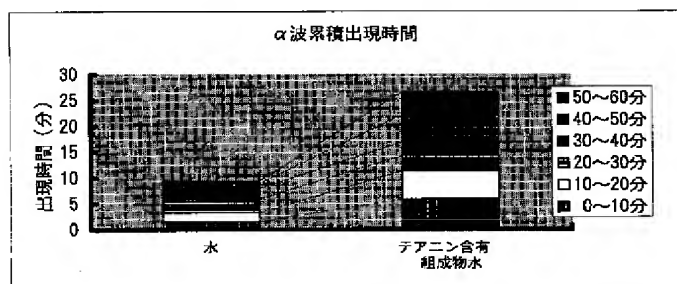 α波累積出現時間
出現時間（分）
30
25
20
15
10
5
0
水
テアニン含有
組成物水
50～60分
40～50分
30～40分
20～30分
10～20分
0～10分